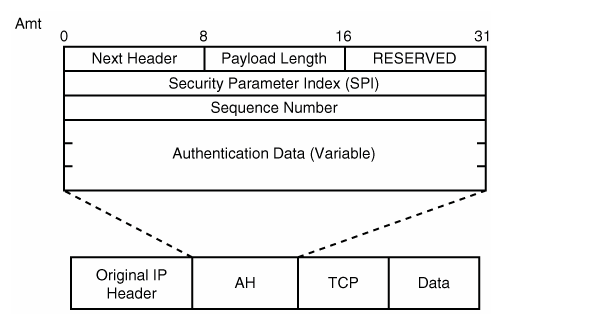 Amt
0 8 16 31
Next Header Payload Length RESERVED
Security Parameter Index (SPI)
Sequence Number
Authentication Data (Variable)
Original IP
Header
AH
TCP
Data